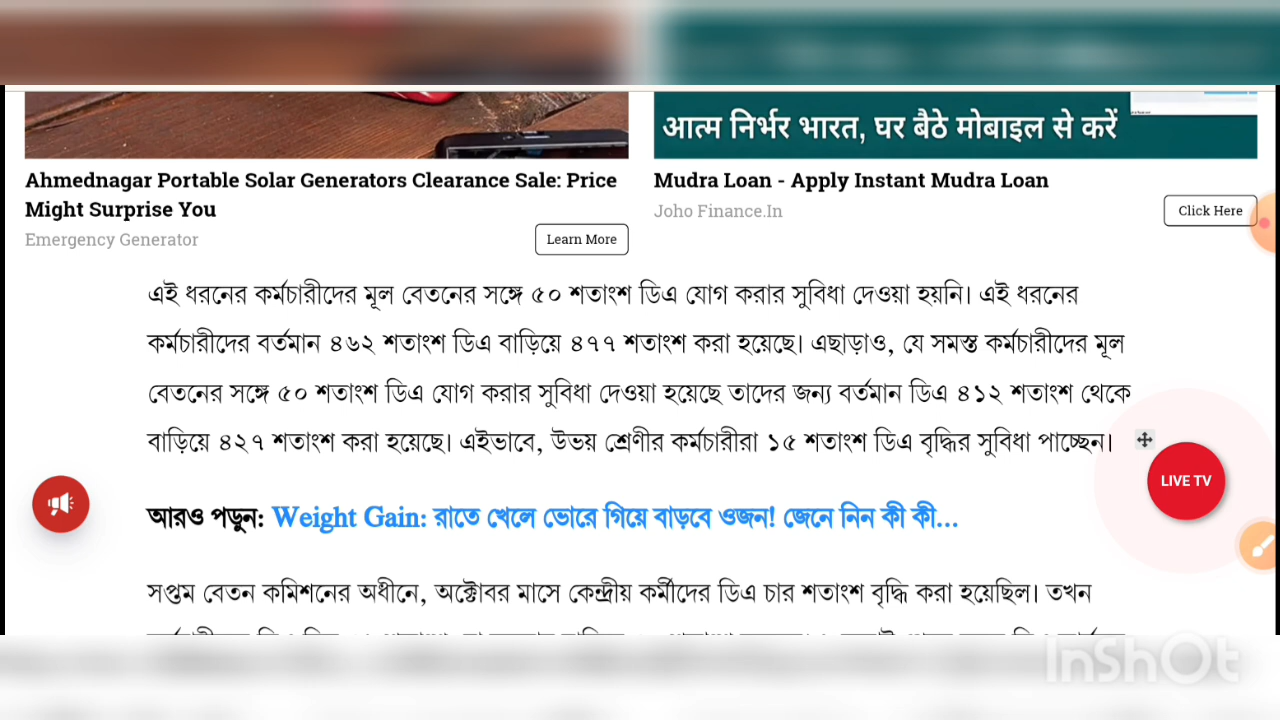 आत्म निर्भर भारत, घर बैठे मोबाइल से करें
Ahmednagar Portable Solar Generators Clearance Sale: Price
Might Surprise You
Emergency Generator
Learn More
Mudra Loan - Apply Instant Mudra Loan
Joho Finance.In
Click Here
এই ধরনের কর্মচারীদের মূল বেতনের সঙ্গে ৫০ শতাংশ ডিএ যোগ করার সুবিধা দেওয়া হয়নি। এই ধরনের
কর্মচারীদের বর্তমান ৪৬২ শতাংশ ডিএ বাড়িয়ে ৪৭৭ শতাংশ করা হয়েছে। এছাড়াও, যে সমস্ত কর্মচারীদের মূল
বেতনের সঙ্গে ৫০ শতাংশ ডিএ যোগ করার সুবিধা দেওয়া হয়েছে তাদের জন্য বর্তমান ডিএ ৪১২ শতাংশ থেকে
বাড়িয়ে ৪২৭ শতাংশ করা হয়েছে। এইভাবে, উভয় শ্রেণীর কর্মচারীরা ১৫ শতাংশ ডিএ বৃদ্ধির সুবিধা পাচ্ছেন।
LIVE TV
আরও পড়ুন: Weight Gain: রাতে খেলে ভোরে গিয়ে বাড়বে ওজন! জেনে নিন কী কী...
সপ্তম বেতন কমিশনের অধীনে, অক্টোবর মাসে কেন্দ্রীয় কর্মীদের ডিএ চার শতাংশ বৃদ্ধি করা হয়েছিল। তখন
InShOt